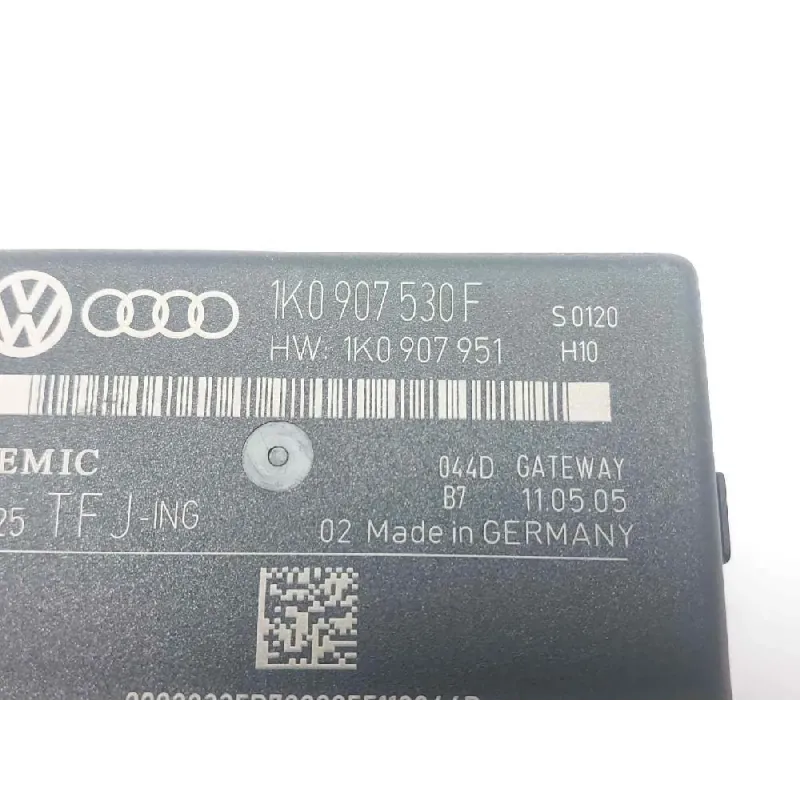 1K0 907 530 F S0120
HW: 1K0 907 951 H10
EMIC 044D GATEWAY
B7 11.05.05
25 TFJ-ING
02 Made in GERMANY